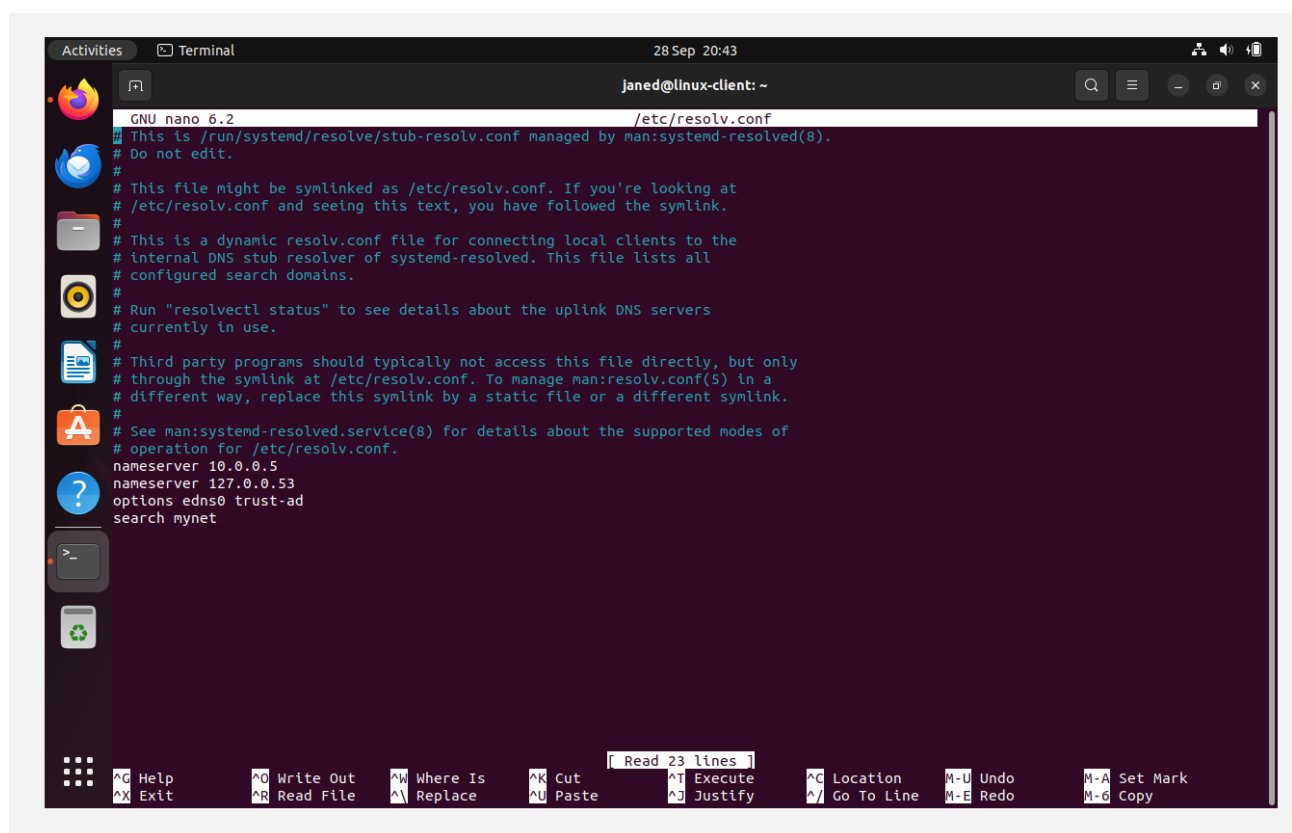 Activities
Terminal
28 Sep 20:43
janed@linux-client: ~
GNU nano 6.2 /etc/resolv.conf
# This is /run/systemd/resolve/stub-resolv.conf managed by man:systemd-resolved(8).
# Do not edit.
#
# This file might be symlinked as /etc/resolv.conf. If you're looking at
# /etc/resolv.conf and seeing this text, you have followed the symlink.
#
# This is a dynamic resolv.conf file for connecting local clients to the
# internal DNS stub resolver of systemd-resolved. This file lists all
# configured search domains.
#
# Run "resolvectl status" to see details about the uplink DNS servers
# currently in use.
#
# Third party programs should typically not access this file directly, but only
# through the symlink at /etc/resolv.conf. To manage man:resolv.conf(5) in a
# different way, replace this symlink by a static file or a different symlink.
#
# See man:systemd-resolved.service(8) for details about the supported modes of
# operation for /etc/resolv.conf.
nameserver 10.0.0.5
nameserver 127.0.0.53
options edns0 trust-ad
search mynet
[ Read 23 lines ]
^G Help ^O Write Out ^W Where Is ^K Cut ^T Execute ^C Location M-U Undo M-A Set Mark
^X Exit ^R Read File ^\ Replace ^U Paste ^J Justify ^/ Go To Line M-E Redo M-6 Copy